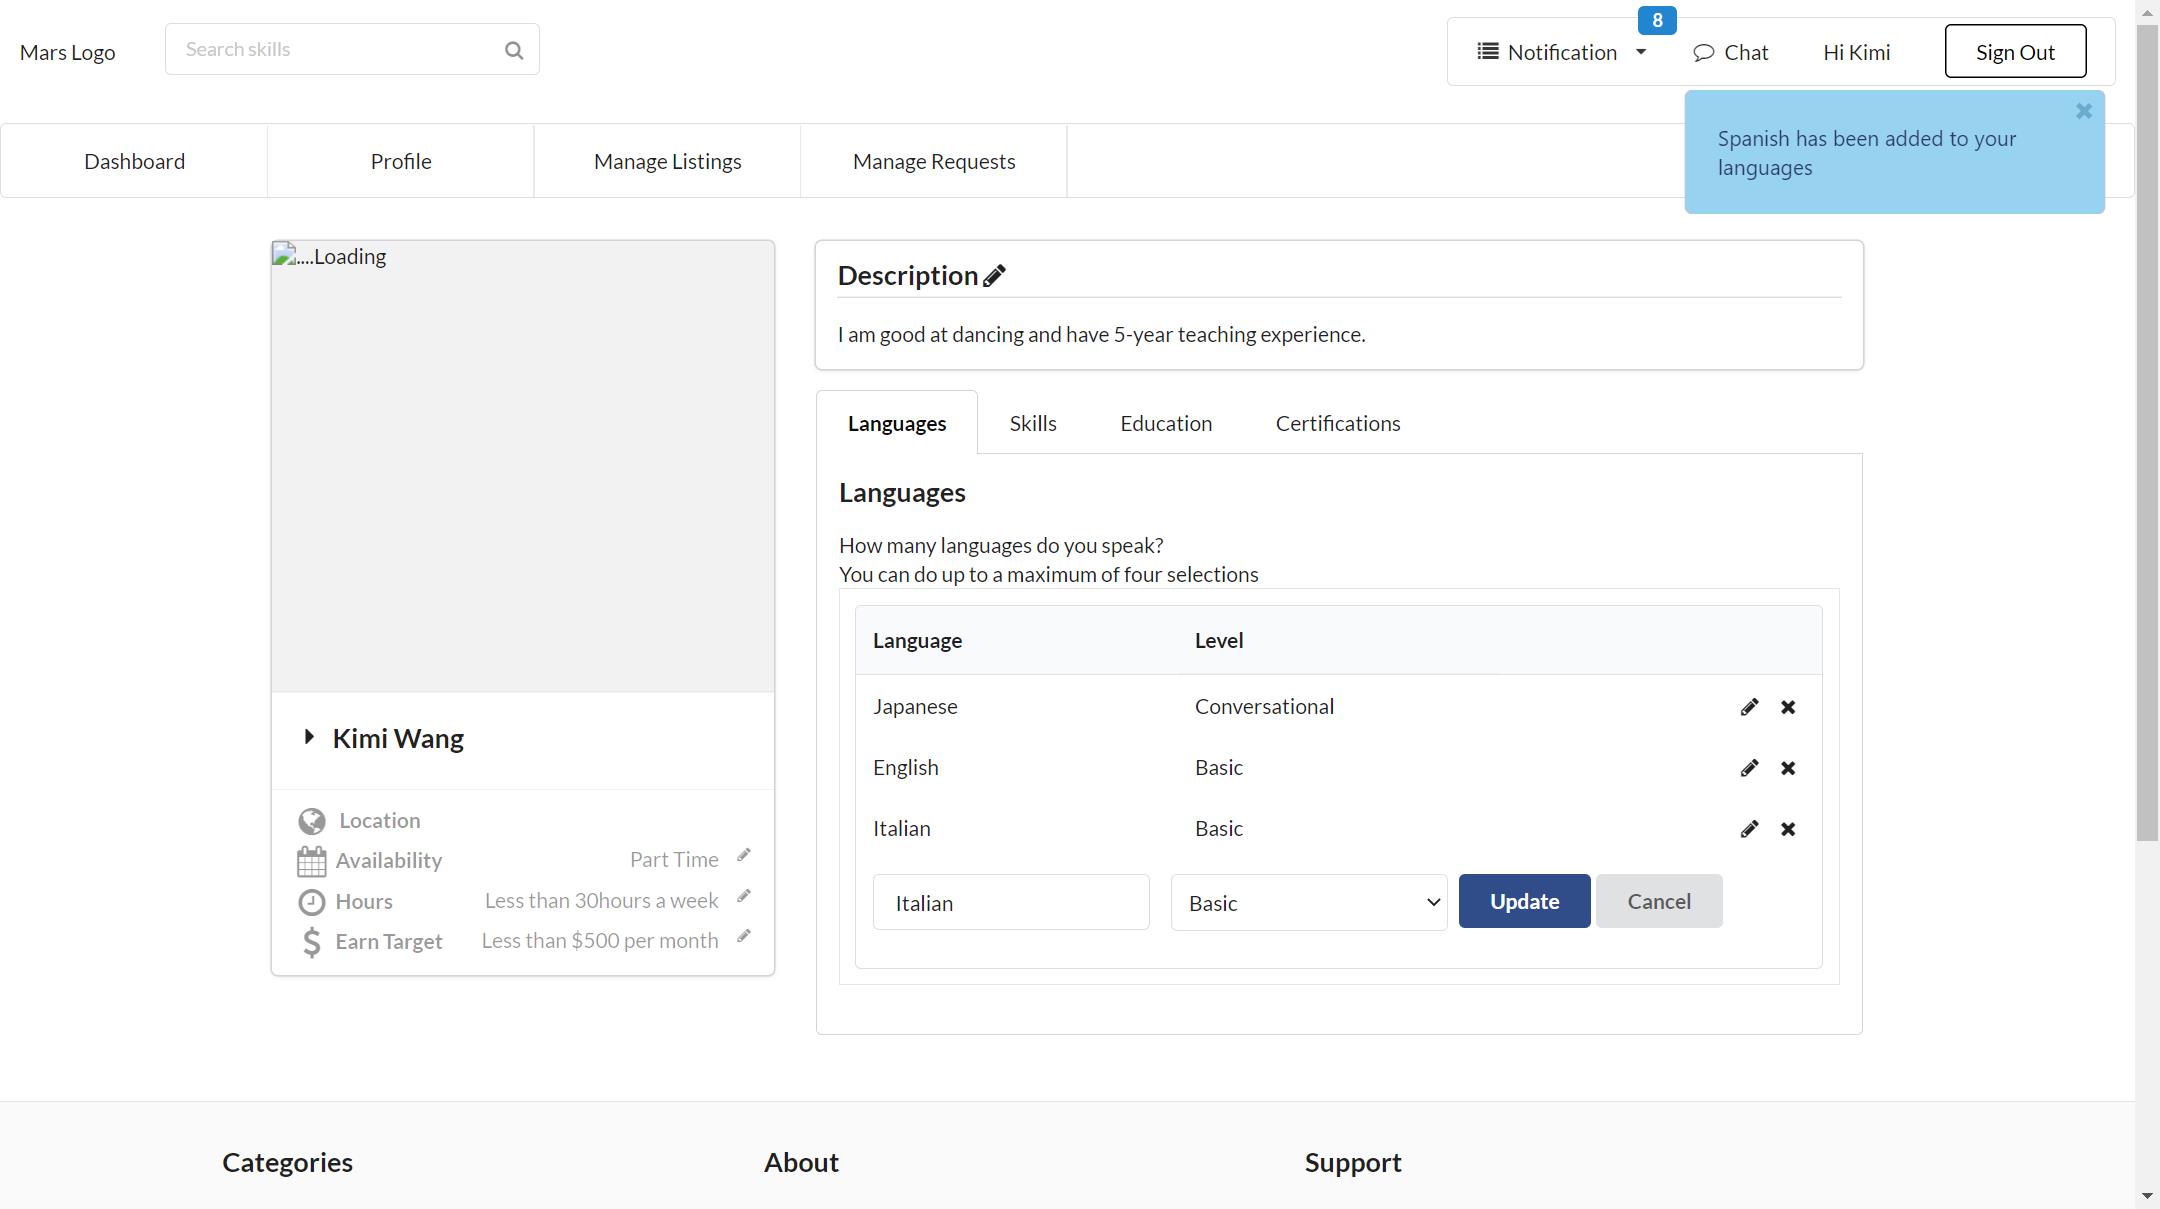 Mars Logo
Search skills
8
Notification
Chat
Hi Kimi
Sign Out
Spanish has been added to your
languages
Dashboard
Profile
Manage Listings
Manage Requests
....Loading
Kimi Wang
Location
Availability
Part Time
Hours
Less than 30hours a week
Earn Target
Less than $500 per month
Description
I am good at dancing and have 5-year teaching experience.
Languages
Skills
Education
Certifications
Languages
How many languages do you speak?
You can do up to a maximum of four selections
Language
Level
Japanese
Conversational
English
Basic
Italian
Basic
Italian
Basic
Update
Cancel
Categories
About
Support